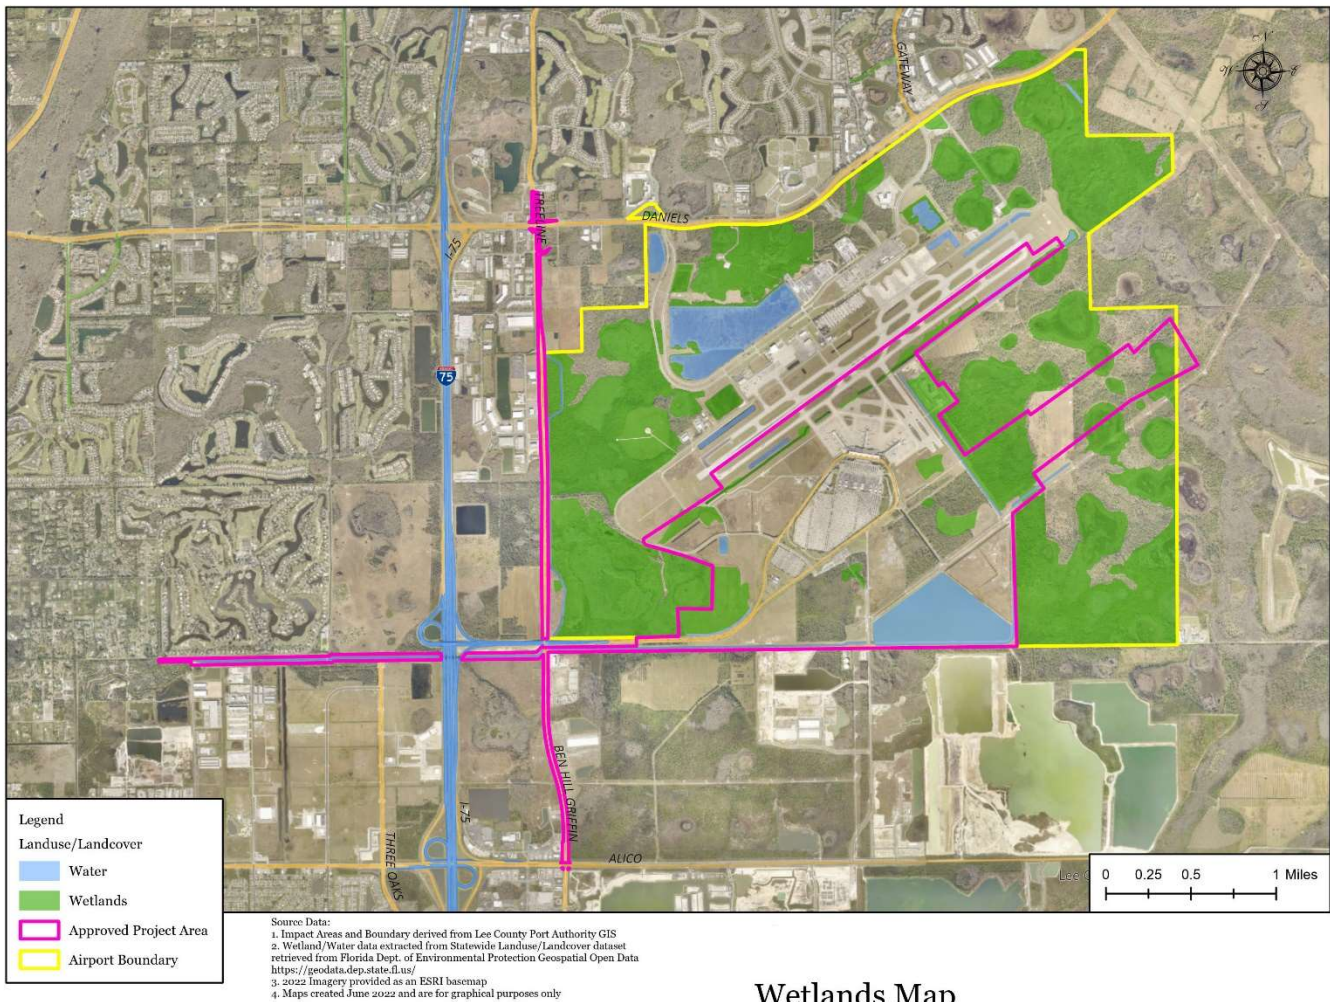 GATEWAY
TREELINE
DANIELS
I-75
75
BEN HILL GRIFFIN
I-75
THREE OAKS
ALICO
Legend
Landuse/Landcover
Water
Wetlands
Approved Project Area
Airport Boundary
0 0.25 0.5 1 Miles
Source Data:
1. Impact Areas and Boundary derived from Lee County Port Authority GIS
2. Wetland/Water data extracted from Statewide Landuse/Landcover dataset
retrieved from Florida Dept. of Environmental Protection Geospatial Open Data
https://geodata.dep.state.fl.us/
3. 2022 Imagery provided as an ESRI basemap
4. Maps created June 2022 and are for graphical purposes only
Wetlands Map